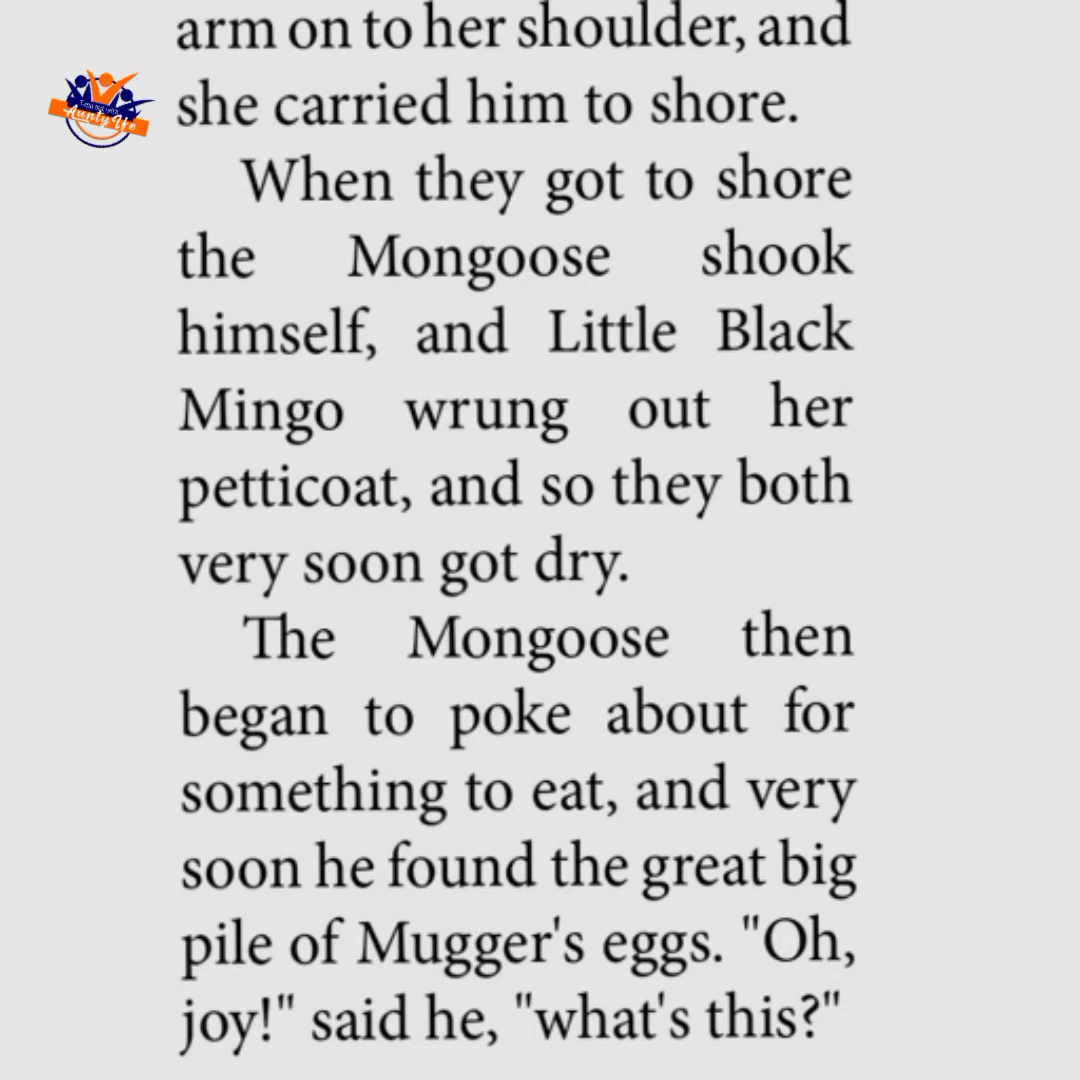 arm on to her shoulder, and
she carried him to shore.
When they got to shore
the Mongoose shook
himself, and Little Black
Mingo wrung out her
petticoat, and so they both
very soon got dry.
The Mongoose then
began to poke about for
something to eat, and very
soon he found the great big
pile of Mugger's eggs. "Oh,
joy!" said he, "what's this?"
Aunty Ife